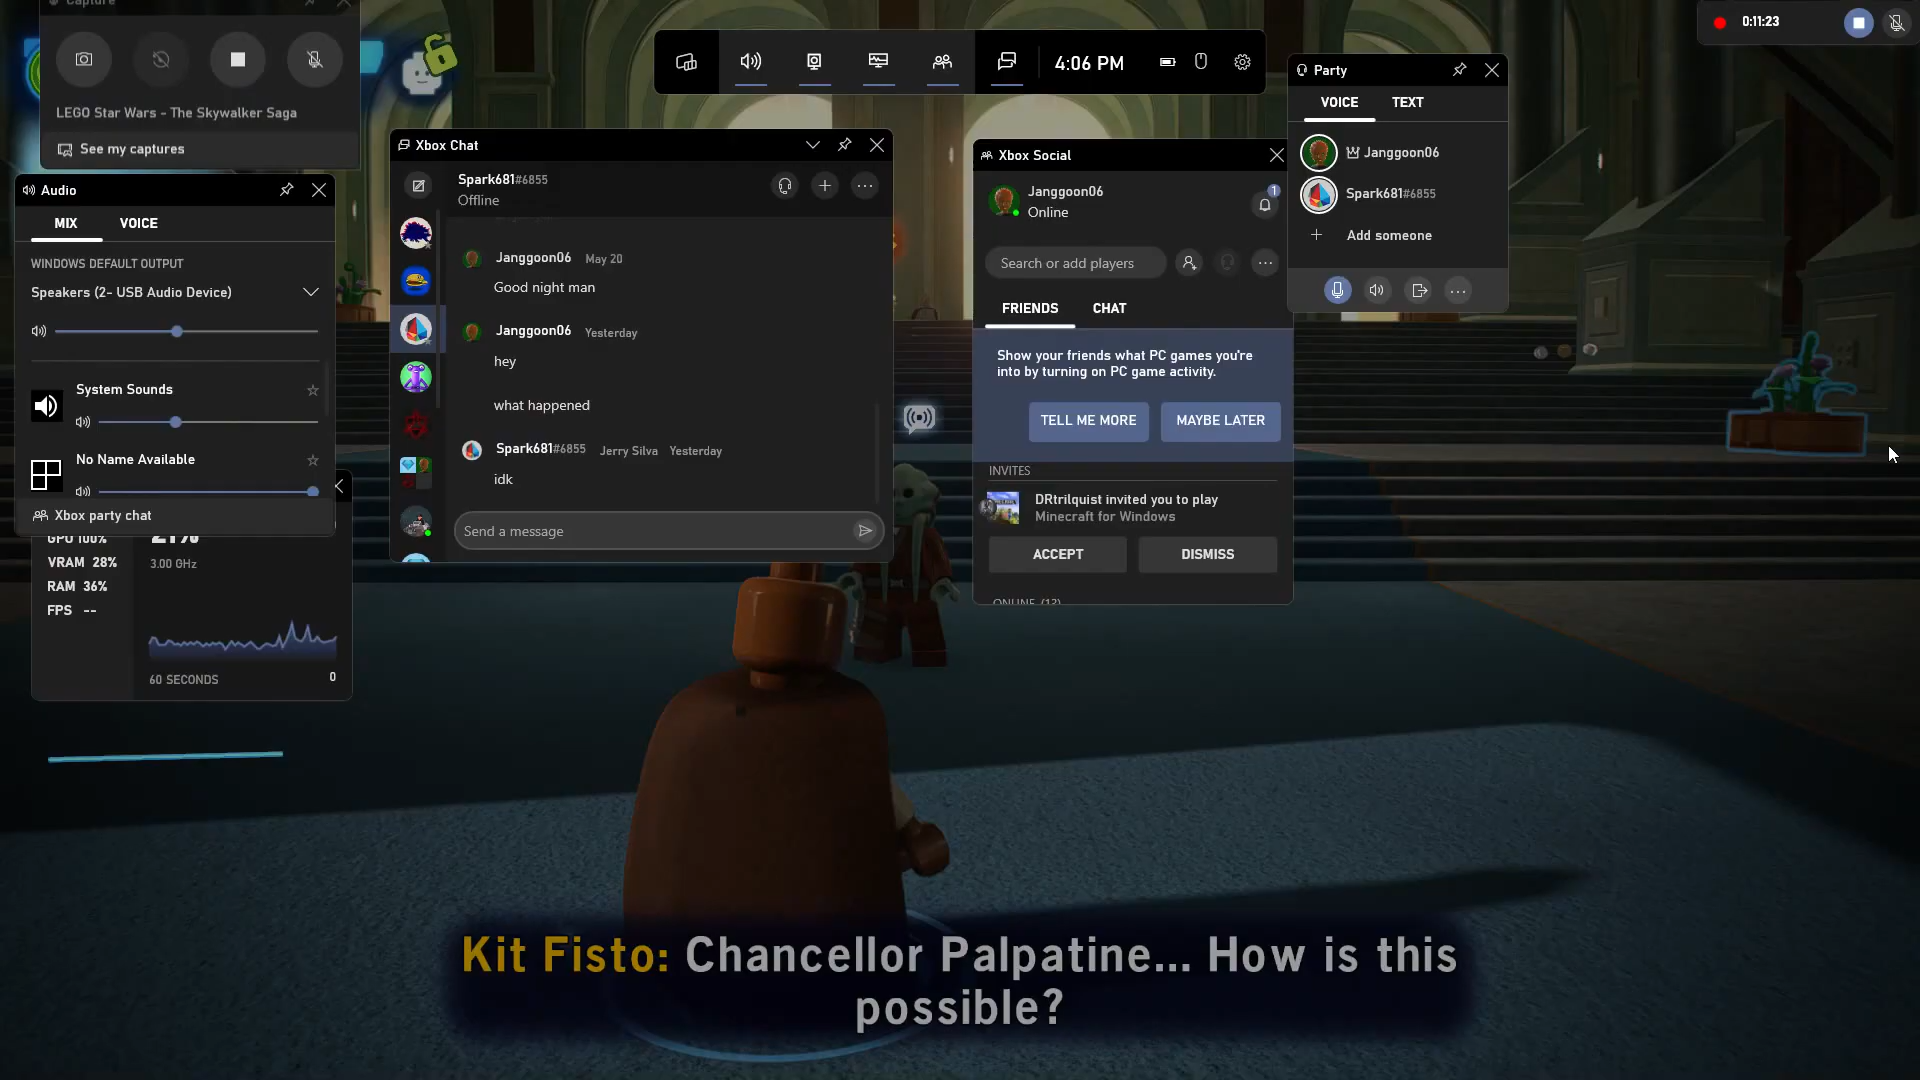 Capture
LEGO Star Wars - The Skywalker Saga
See my captures
Audio
MIX
VOICE
WINDOWS DEFAULT OUTPUT
Speakers (2- USB Audio Device)
System Sounds
No Name Available
Xbox party chat
GPU 100%
VRAM 28%
RAM 36%
FPS --
21%
3.00 GHz
60 SECONDS
0
4:06 PM
Xbox Chat
Spark681#6855
Offline
Janggoon06 May 20
Good night man
Janggoon06 Yesterday
hey
what happened
Spark681#6855 Jerry Silva Yesterday
idk
Send a message
Xbox Social
Janggoon06
Online
1
Search or add players
FRIENDS
CHAT
Show your friends what PC games you're
into by turning on PC game activity.
TELL ME MORE
MAYBE LATER
INVITES
DRtrilquist invited you to play
Minecraft for Windows
ACCEPT
DISMISS
ONLINE (13)
Party
VOICE
TEXT
Janggoon06
Spark681#6855
Add someone
0:11:23
Kit Fisto: Chancellor Palpatine... How is this
possible?